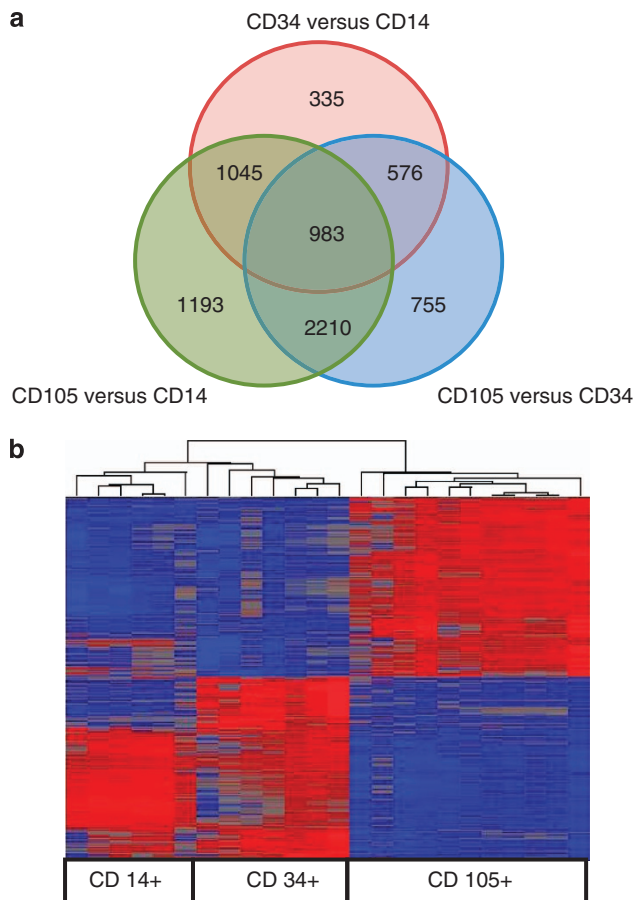 a
CD34 versus CD14
335
1045
576
983
1193
755
2210
CD105 versus CD14
CD105 versus CD34
b
CD 14+
CD 34+
CD 105+